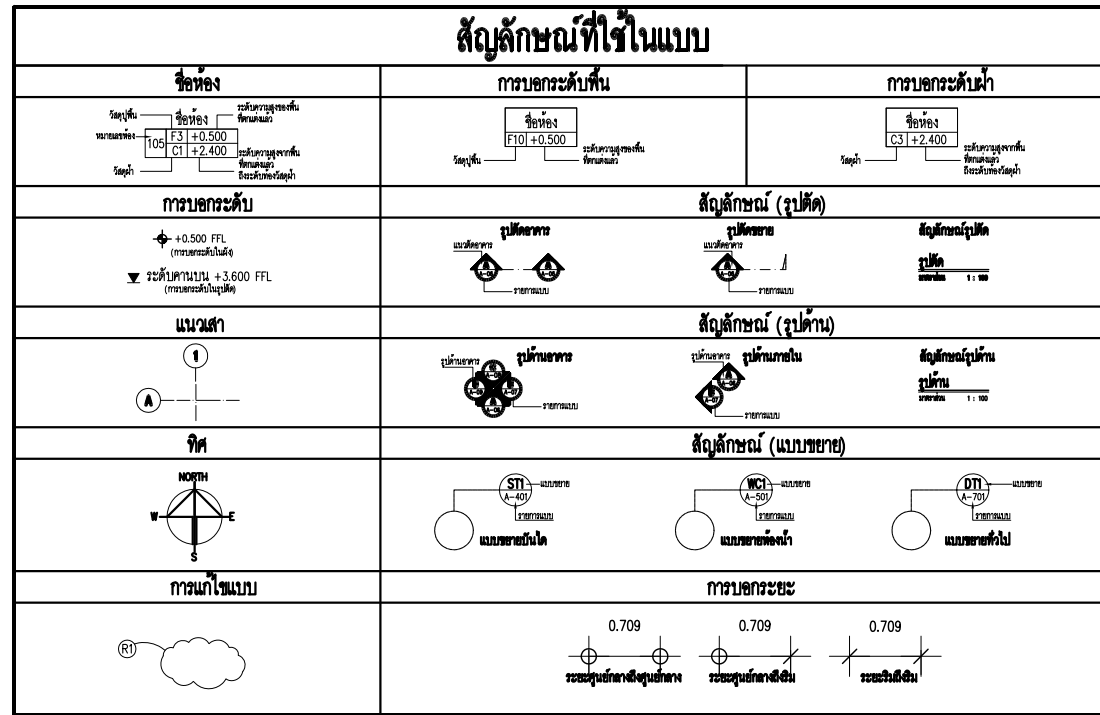 สัญลักษณ์ที่ใช้ในแบบ
ชื่อห้อง
การบอกระดับพื้น
การบอกระดับฝ้า
วัสดุปูพื้น
ชื่อห้อง
ระดับความสูงของพื้น
ที่ตกแต่งแล้ว
หมายเลขห้อง
105
F3 +0.500
C1 +2.400
วัสดุฝ้า
ระดับความสูงจากพื้น
ที่ตกแต่งแล้ว
ถึงระดับท้องวัสดุฝ้า
ชื่อห้อง
F10 +0.500
วัสดุปูพื้น
ระดับความสูงของพื้น
ที่ตกแต่งแล้ว
ชื่อห้อง
C3 +2.400
วัสดุฝ้า
ระดับความสูงจากพื้น
ที่ตกแต่งแล้ว
ถึงระดับท้องวัสดุฝ้า
การบอกระดับ
สัญลักษณ์ (รูปตัด)
+0.500 FFL
(การบอกระดับในผัง)
ระดับคานบน +3.600 FFL
(การบอกระดับในรูปตัด)
รูปตัดอาคาร
แนวตัดอาคาร
A
A-05
A
A-05
รายการแบบ
รูปตัดขยาย
แนวตัดอาคาร
A
A-05
รายการแบบ
สัญลักษณ์รูปตัด
รูปตัด
มาตราส่วน 1 : 100
แนวเสา
สัญลักษณ์ (รูปด้าน)
1
A
รูปด้านอาคาร
รูปด้านอาคาร
A-07
รายการแบบ
รูปด้านอาคาร
รูปด้านภายใน
A
B
A-07
รายการแบบ
สัญลักษณ์รูปด้าน
รูปด้าน
มาตราส่วน 1 : 100
ทิศ
สัญลักษณ์ (แบบขยาย)
NORTH
W
E
S
ST1
แบบขยาย
A-401
รายการแบบ
แบบขยายบันได
WC1
แบบขยาย
A-501
รายการแบบ
แบบขยายห้องน้ำ
DT1
แบบขยาย
A-701
รายการแบบ
แบบขยายทั่วไป
การแก้ไขแบบ
การบอกระยะ
R1
0.709
ระยะศูนย์กลางถึงศูนย์กลาง
0.709
ระยะศูนย์กลางถึงริม
0.709
ระยะริมถึงริม